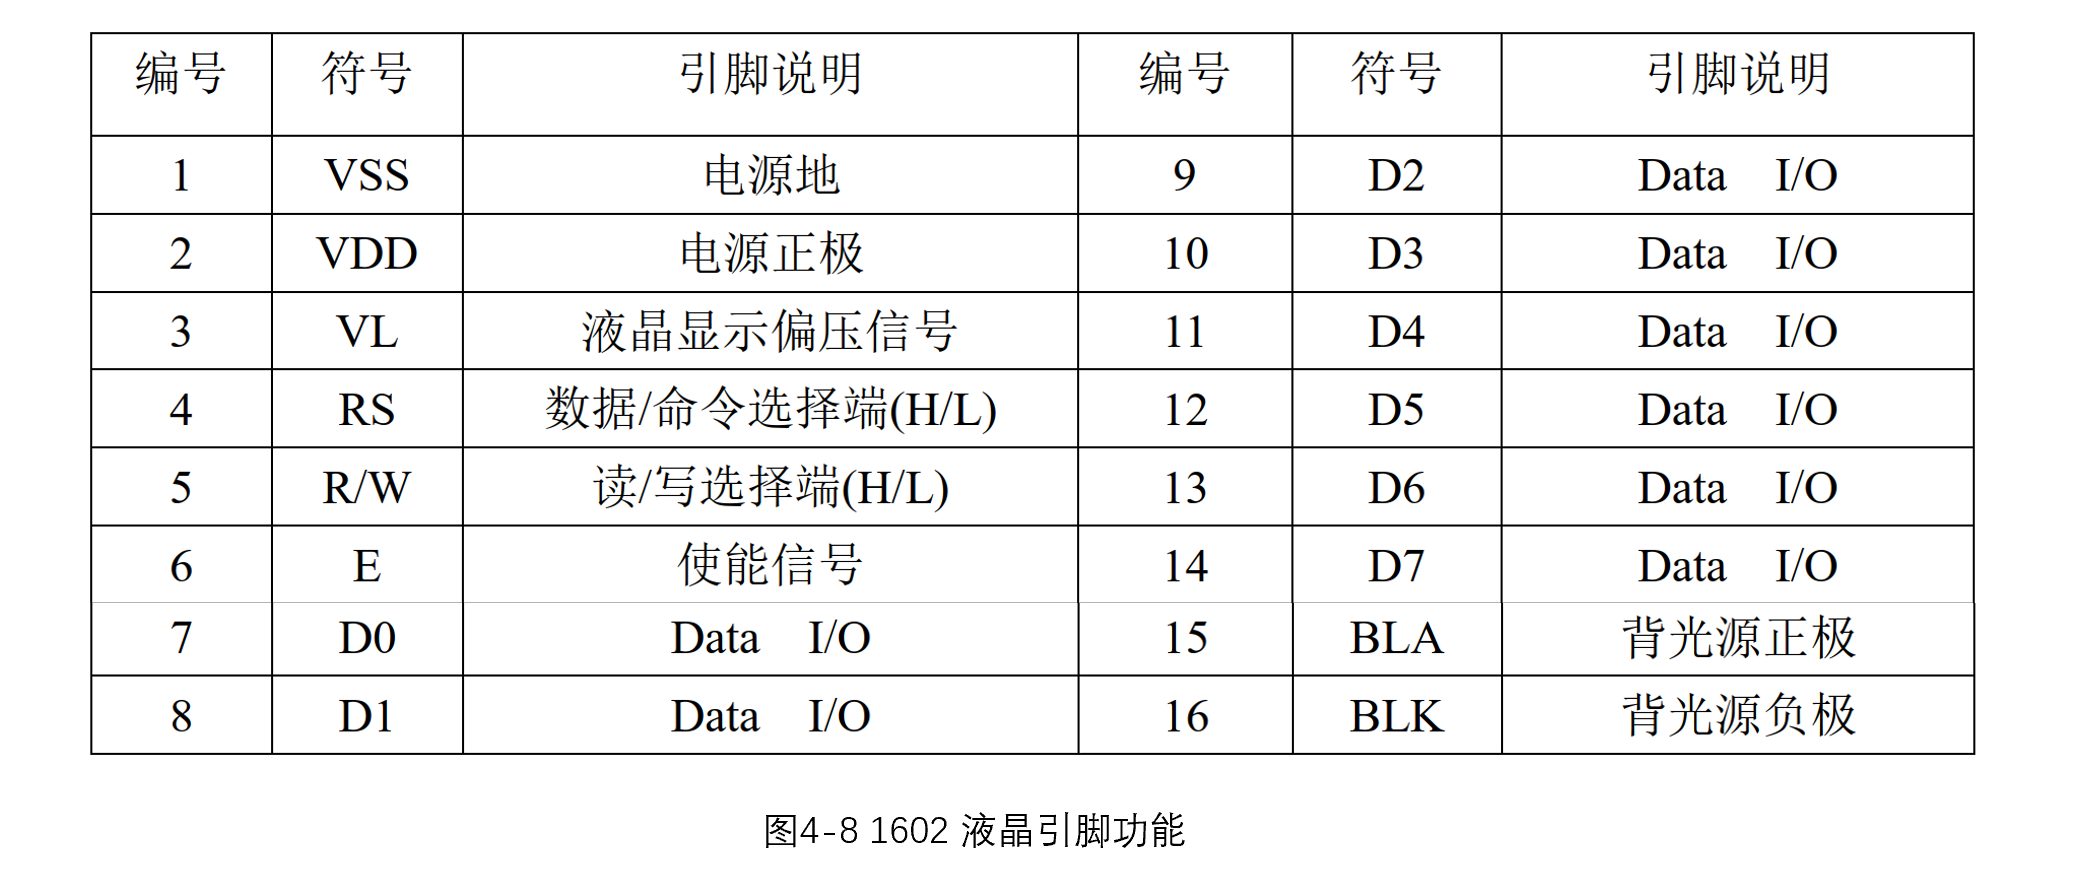 编号 符号 引脚说明 编号 符号 引脚说明
1 VSS 电源地 9 D2 Data I/O
2 VDD 电源正极 10 D3 Data I/O
3 VL 液晶显示偏压信号 11 D4 Data I/O
4 RS 数据/命令选择端(H/L) 12 D5 Data I/O
5 R/W 读/写选择端(H/L) 13 D6 Data I/O
6 E 使能信号 14 D7 Data I/O
7 D0 Data I/O 15 BLA 背光源正极
8 D1 Data I/O 16 BLK 背光源负极
图4-8 1602 液晶引脚功能